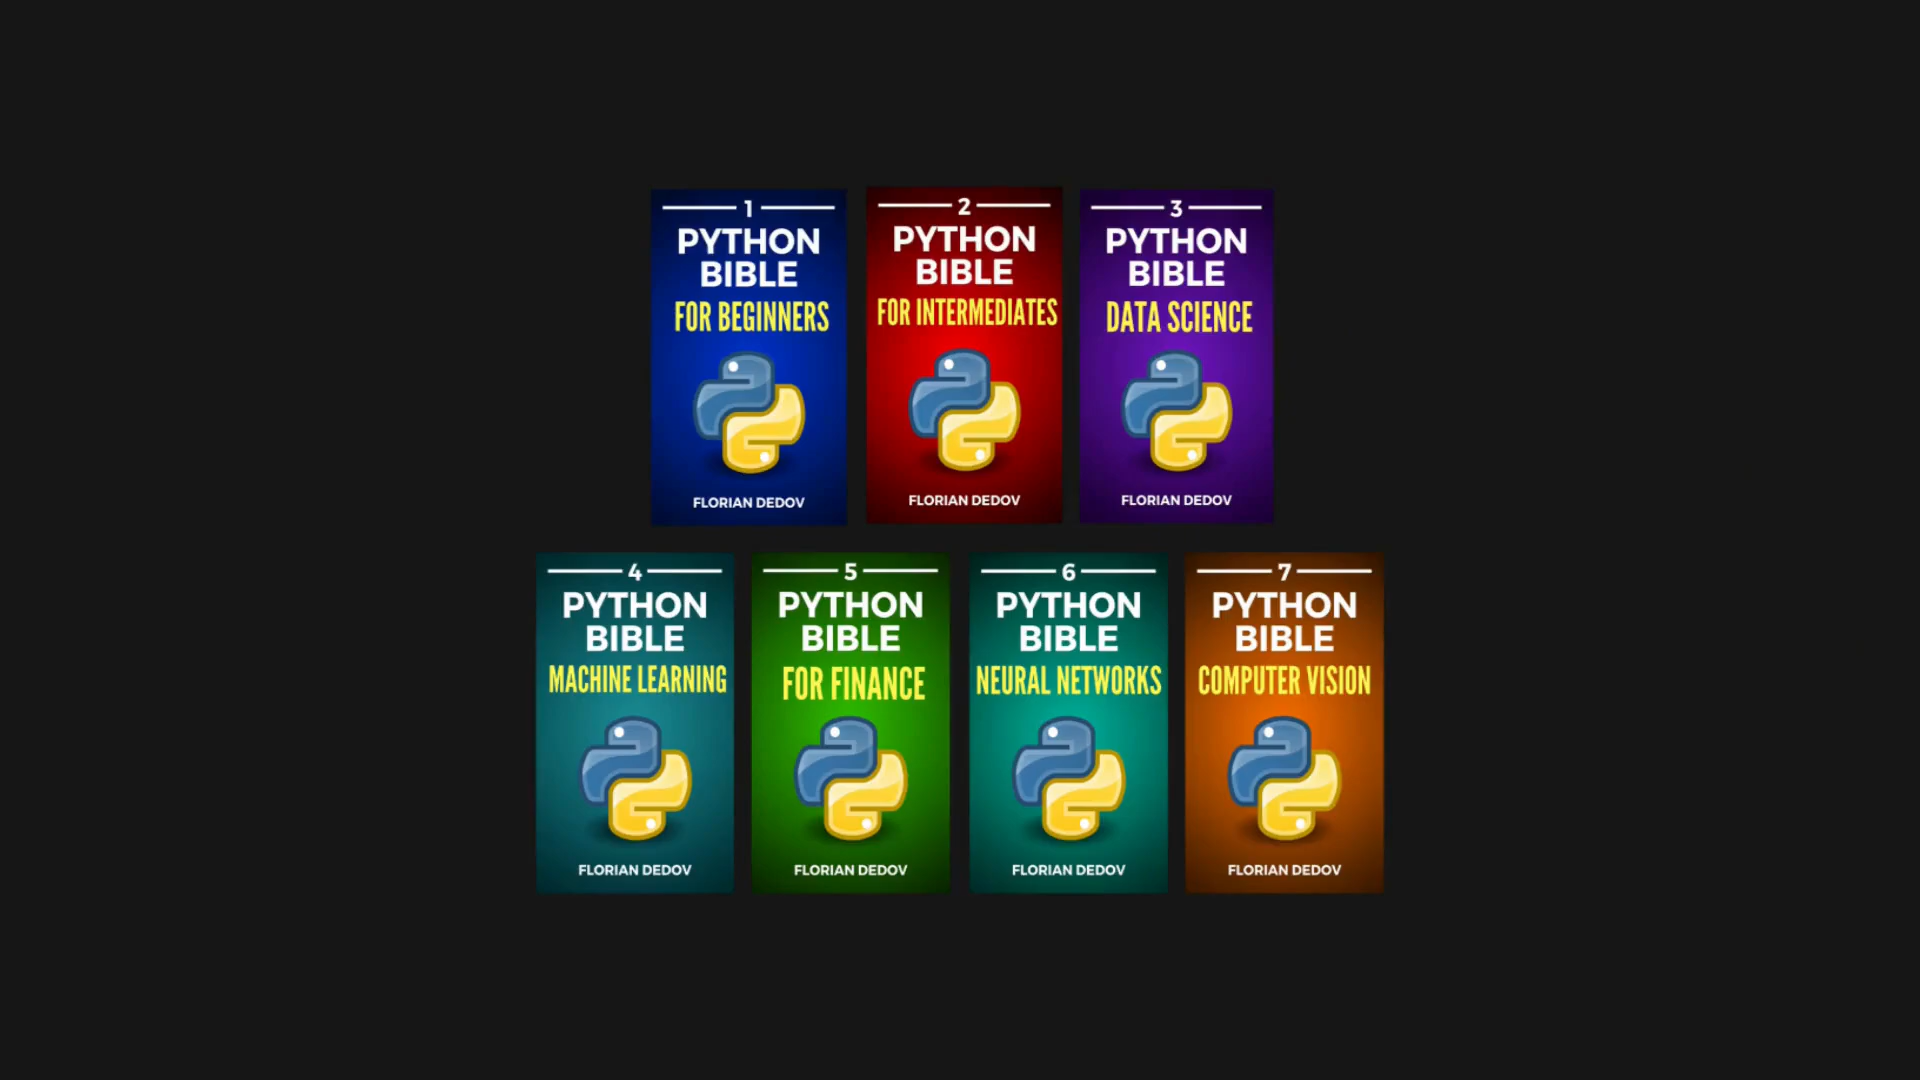 1
PYTHON
BIBLE
FOR BEGINNERS
FLORIAN DEDOV
2
PYTHON
BIBLE
FOR INTERMEDIATES
FLORIAN DEDOV
3
PYTHON
BIBLE
DATA SCIENCE
FLORIAN DEDOV
4
PYTHON
BIBLE
MACHINE LEARNING
FLORIAN DEDOV
5
PYTHON
BIBLE
FOR FINANCE
FLORIAN DEDOV
6
PYTHON
BIBLE
NEURAL NETWORKS
FLORIAN DEDOV
7
PYTHON
BIBLE
COMPUTER VISION
FLORIAN DEDOV